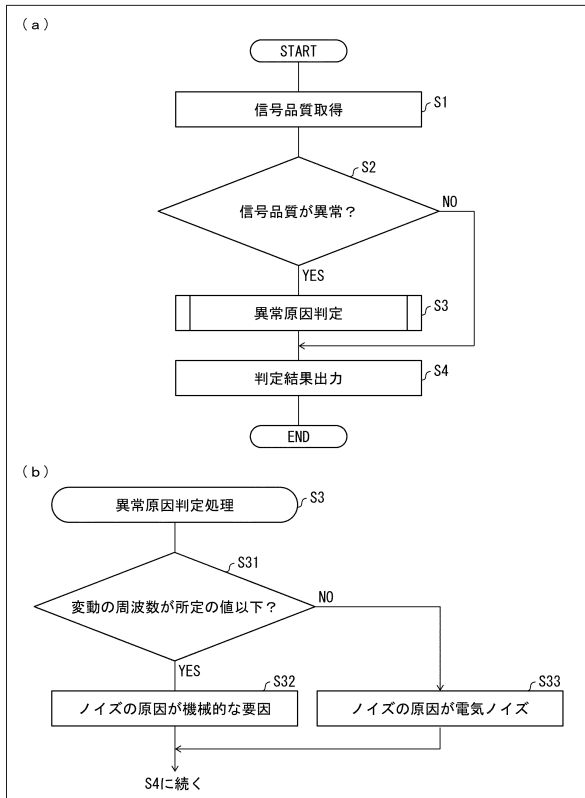 （a）
START
信号品質取得
S1
S2
信号品質が異常？
NO
YES
異常原因判定
S3
判定結果出力
S4
END
（b）
異常原因判定処理
S3
S31
変動の周波数が所定の値以下？
NO
YES
S32
ノイズの原因が機械的な要因
S33
ノイズの原因が電気ノイズ
S4に続く